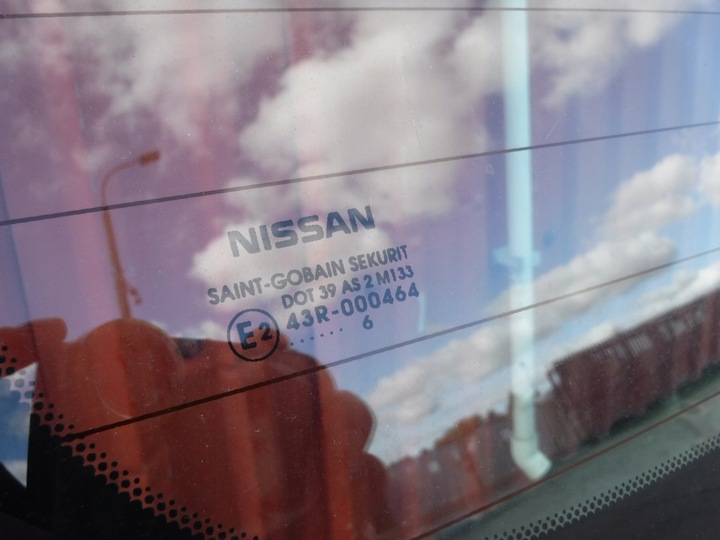 NISSAN
SAINT-GOBAIN SEKURIT
DOT 39 AS 2 M133
E2 43R-000464
...... 6